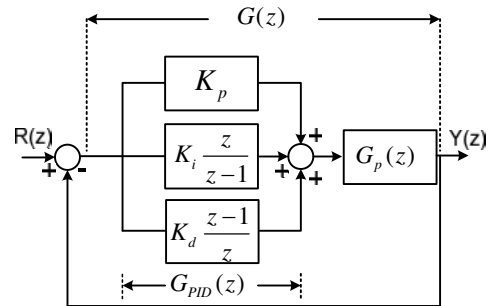 G(z)
K_p
R(z)
+
-
K_i z/(z-1)
+
+
+
G_p(z)
Y(z)
K_d (z-1)/z
G_PID(z)